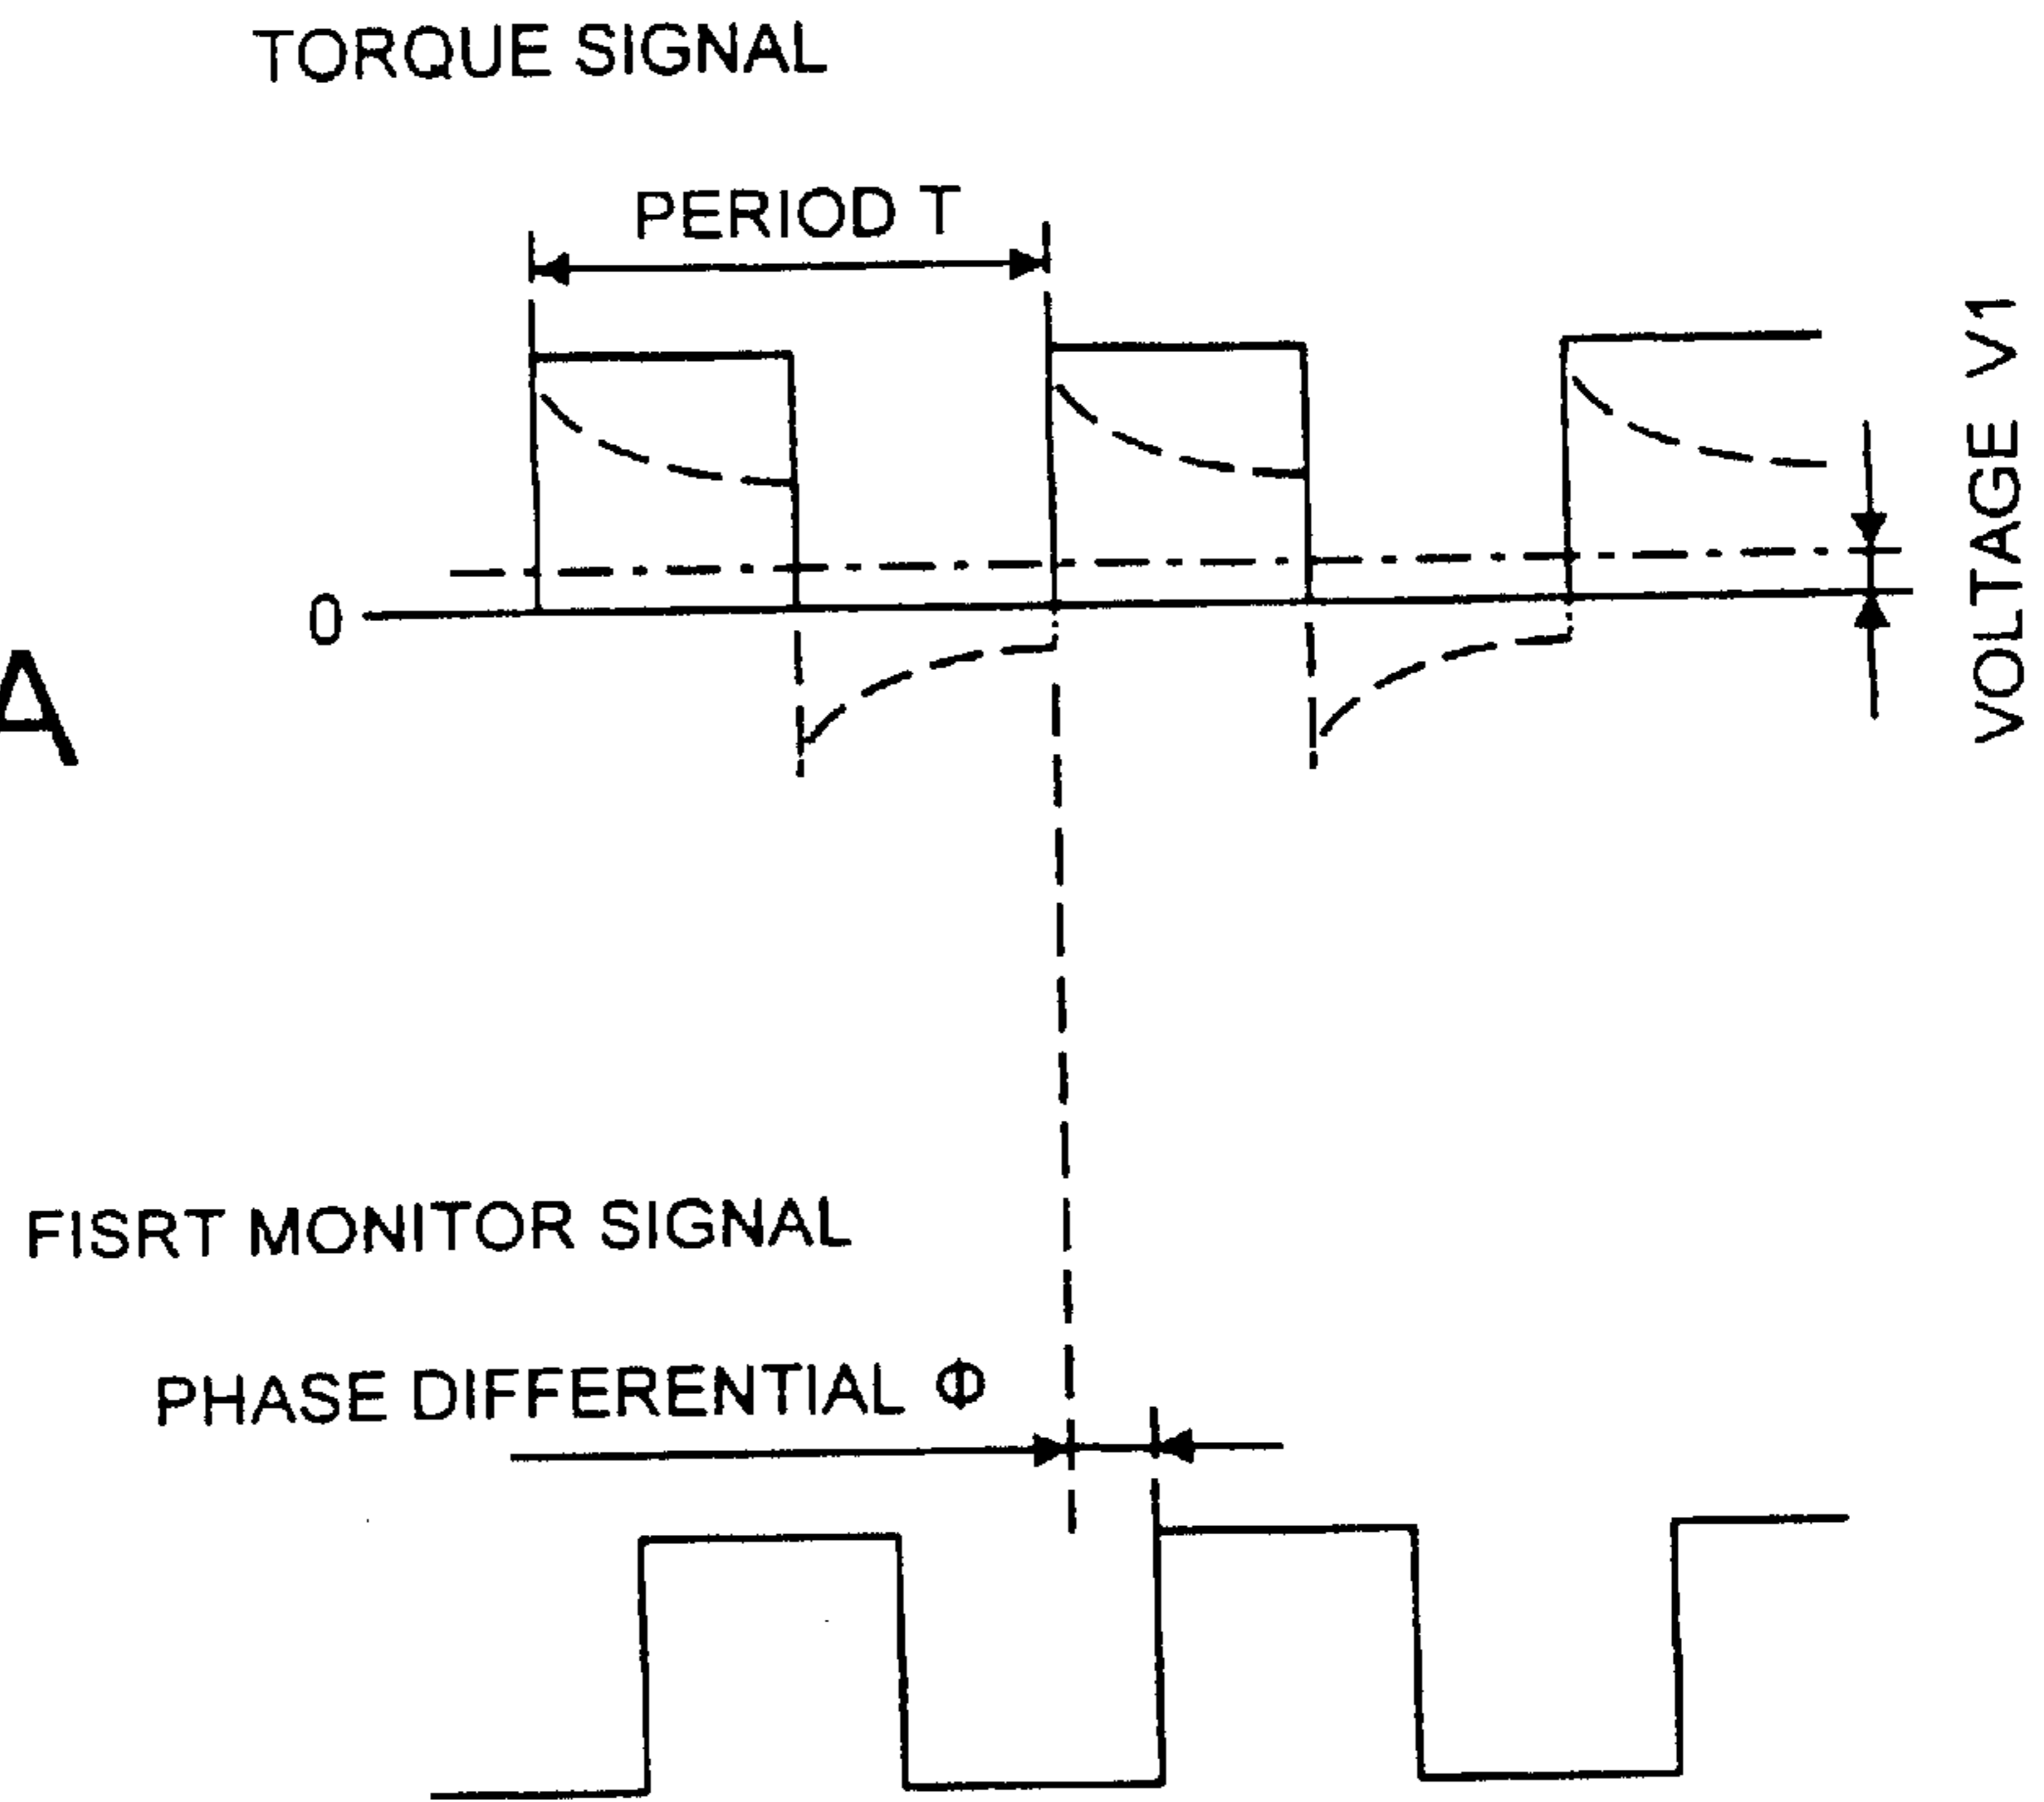 TORQUE SIGNAL
PERIOD T
VOLTAGE V1
0
A
FISRT MONITOR SIGNAL
PHASE DIFFERENTIAL Φ